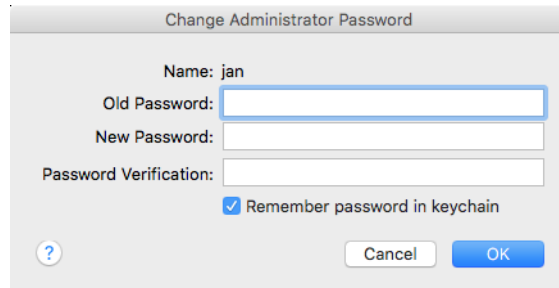 Change Administrator Password
Name: jan
Old Password:
New Password:
Password Verification:
Remember password in keychain
? Cancel OK